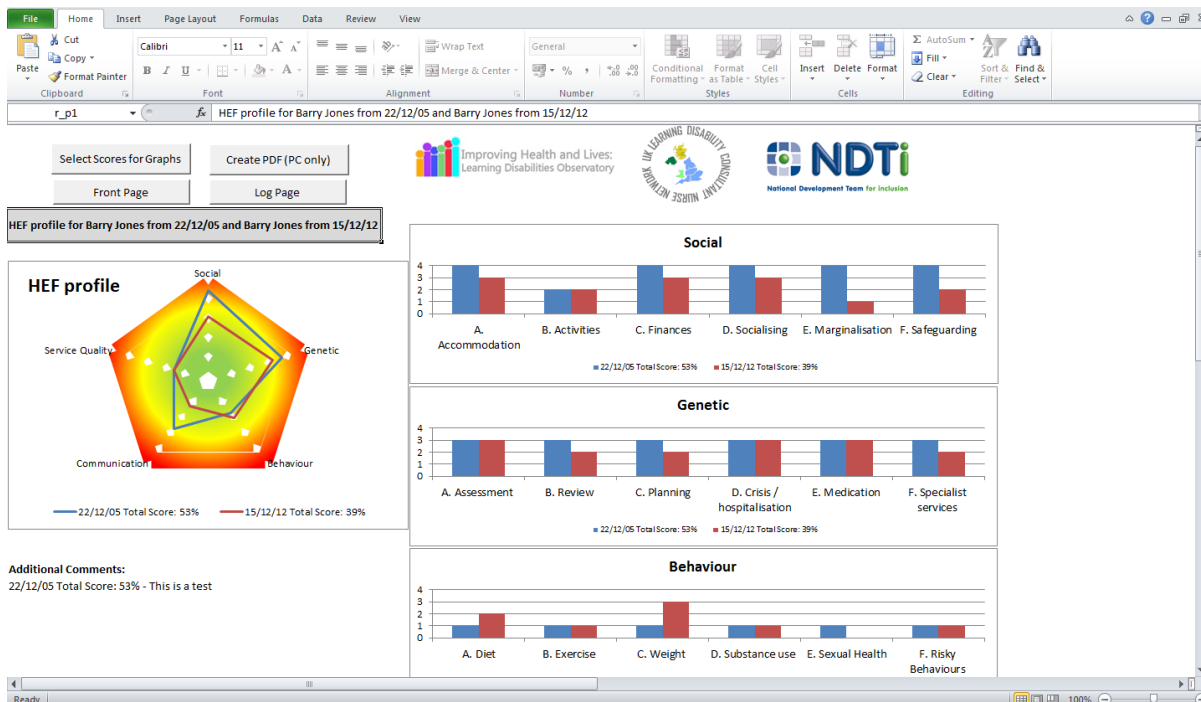 File Home Insert Page Layout Formulas Data Review View
Cut
Copy
Format Painter
Paste
Calibri 11
Wrap Text
Merge & Center
General
Conditional Formatting
Format as Table
Cell Styles
Insert Delete Format
AutoSum
Fill
Clear
Sort & Filter
Find & Select
Clipboard Font Alignment Number Styles Cells Editing
r_p1 fx HEF profile for Barry Jones from 22/12/05 and Barry Jones from 15/12/12
Select Scores for Graphs Create PDF (PC only)
Front Page Log Page
Improving Health and Lives:
Learning Disabilities Observatory
UK LEARNING DISABILITY CONSULTANT NURSE NETWORK
NDTi
National Development Team for inclusion
HEF profile for Barry Jones from 22/12/05 and Barry Jones from 15/12/12
HEF profile
Social
Genetic
Behaviour
Communication
Service Quality
22/12/05 Total Score: 53% 15/12/12 Total Score: 39%
Additional Comments:
22/12/05 Total Score: 53% - This is a test
Social
4
3
2
1
0
A. Accommodation B. Activities C. Finances D. Socialising E. Marginalisation F. Safeguarding
22/12/05 Total Score: 53% 15/12/12 Total Score: 39%
Genetic
4
3
2
1
0
A. Assessment B. Review C. Planning D. Crisis / hospitalisation E. Medication F. Specialist services
22/12/05 Total Score: 53% 15/12/12 Total Score: 39%
Behaviour
4
3
2
1
0
A. Diet B. Exercise C. Weight D. Substance use E. Sexual Health F. Risky Behaviours
Ready 100%